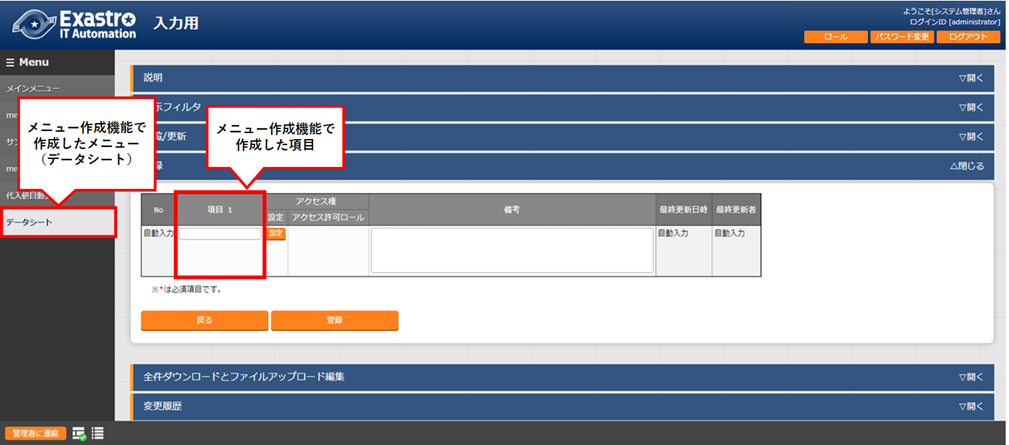 Exastro
IT Automation
入力用
ようこそ[システム管理者]さん
ログインID [administrator]
ロール
パスワード変更
ログアウト
☰ Menu
メインメニュー
me
サン
me
代入値自動
データシート
メニュー作成機能で
作成したメニュー
（データシート）
メニュー作成機能で
作成した項目
説明
▽開く
示フィルタ
▽開く
覧/更新
▽開く
録
△閉じる
No
項目 1
アクセス権
設定
アクセス許可ロール
備考
最終更新日時
最終更新者
自動入力
設定
自動入力
自動入力
※*は必須項目です。
戻る
登録
全件ダウンロードとファイルアップロード編集
▽開く
変更履歴
▽開く
管理者に連絡